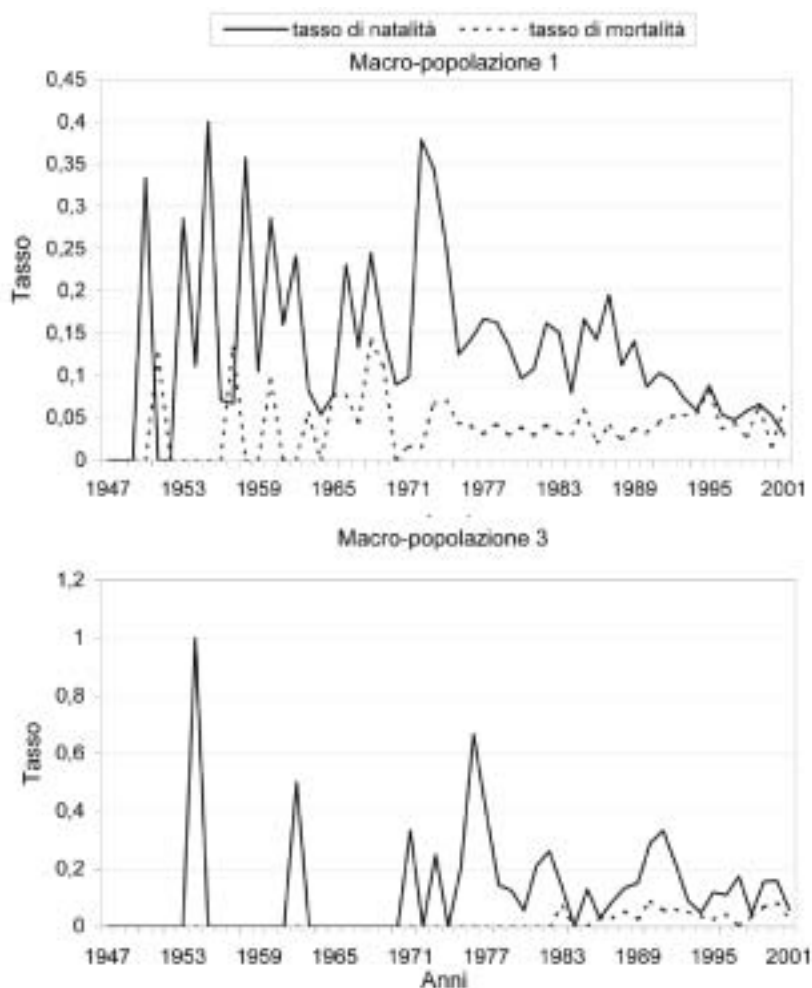 tasso di natalità tasso di mortalità
Macro-popolazione 1
0,45
0,4
0,35
0,3
0,25
0,2
0,15
0,1
0,05
0
Tasso
1947 1953 1959 1965 1971 1977 1983 1989 1995 2001
Macro-popolazione 3
1,2
1
0,8
0,6
0,4
0,2
0
Tasso
1947 1953 1959 1965 1971 1977 1983 1989 1995 2001
Anni